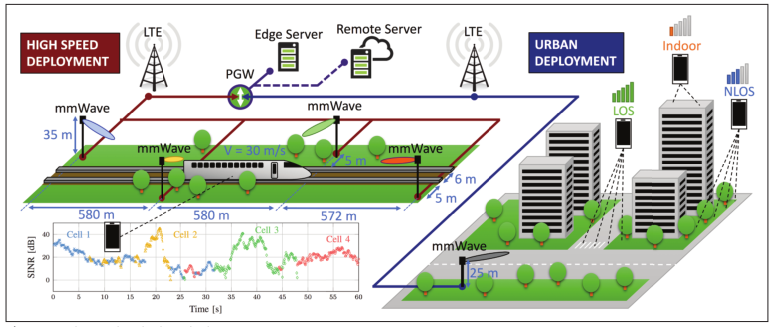 HIGH SPEED
DEPLOYMENT
LTE
Edge Server
Remote Server
PGW
LTE
URBAN
DEPLOYMENT
Indoor
LOS
NLOS
mmWave
mmWave
35 m
mmWave
V = 30 m/s
mmWave
5 m
6 m
5 m
580 m
580 m
572 m
mmWave
25 m
Cell 1
Cell 2
Cell 3
Cell 4
SINR [dB]
40
20
0
0 5 10 15 20 25 30 35 40 45 50 55 60
Time [s]